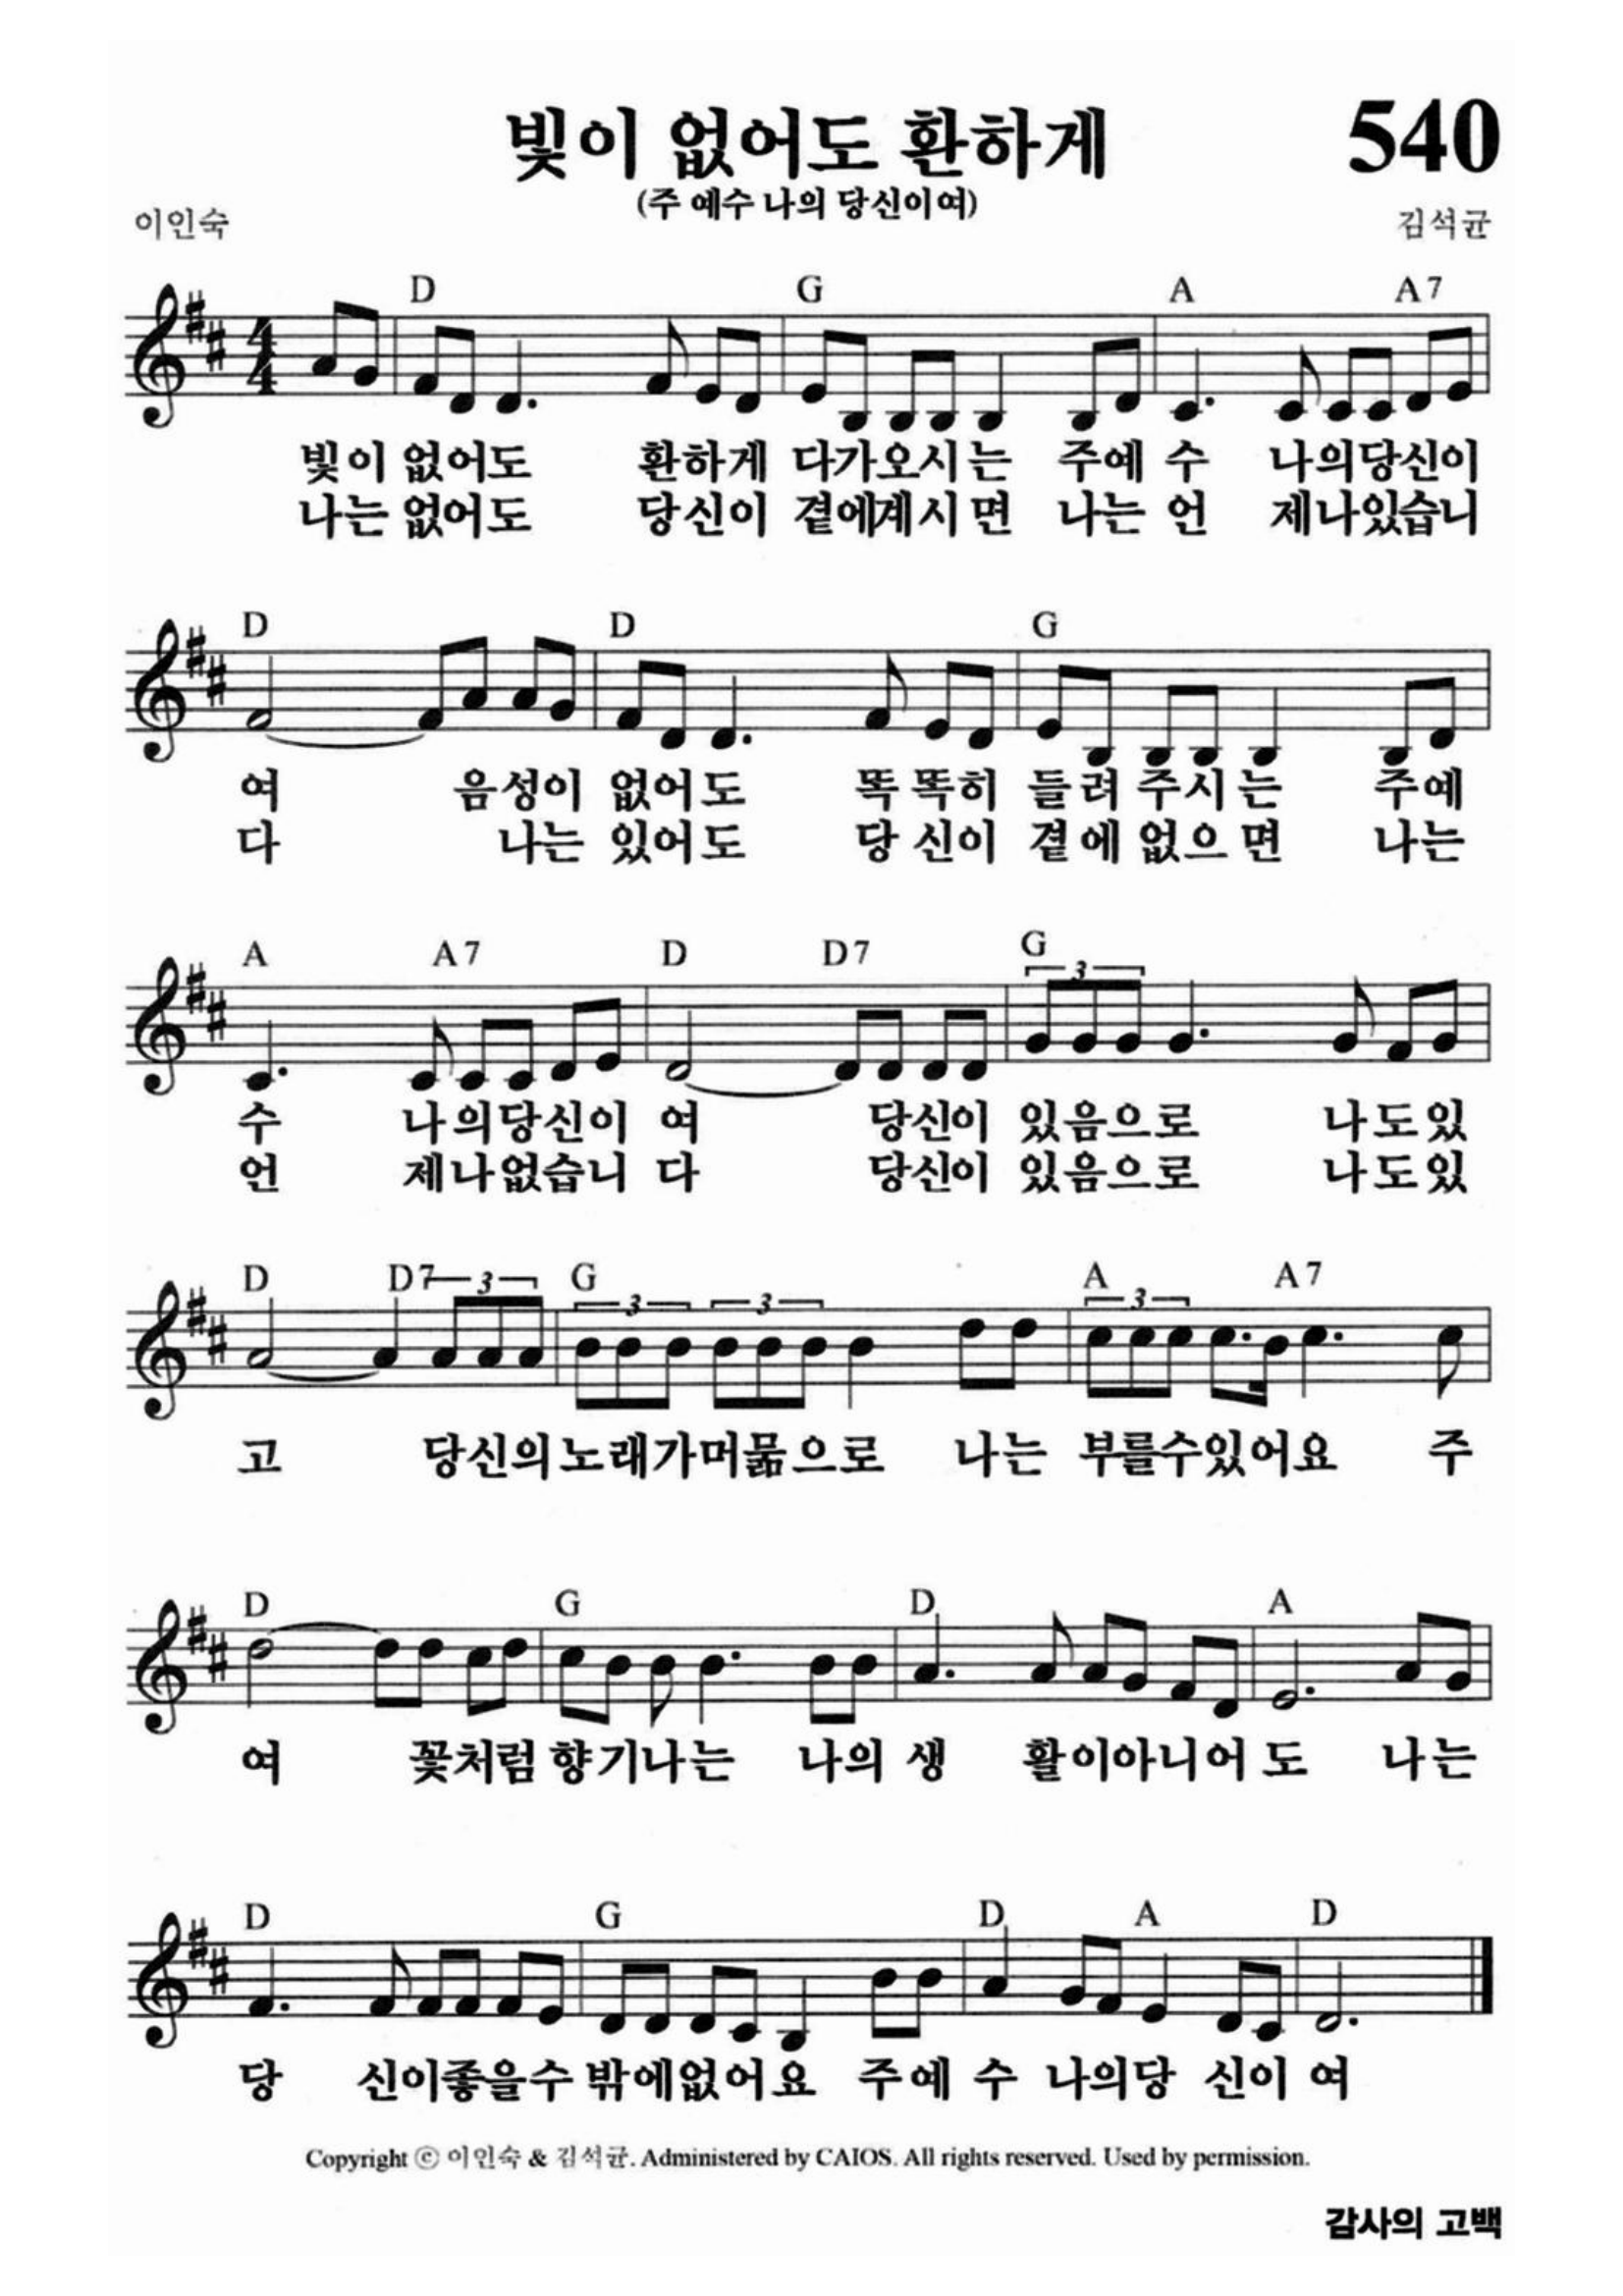 빛이 없어도 환하게
540
(주 예수 나의 당신이여)
이인숙
김석균
D G A A7
빛이 없어도 환하게 다가오시는 주예 수 나의당신이
나는 없어도 당신이 곁에계시면 나는 언 제나있습니
D D G
여 음성이 없어도 똑똑히 들려주시는 주예
다 나는 있어도 당신이 곁에없으면 나는
A A7 D D7 G
3
수 나의당신이 여 당신이 있음으로 나도있
언 제나없습니 다 당신이 있음으로 나도있
D D7 3 G A A7
3 3 3
고 당신의노래가머묾으로 나는 부를수있어요 주
D G D A
여 꽃처럼 향기나는 나의 생 활이아니어 도 나는
D G D A D
당 신이좋을수 밖에없어요 주예 수 나의당 신이 여
Copyright ⓒ 이인숙 & 김석균. Administered by CAIOS. All rights reserved. Used by permission.
감사의 고백